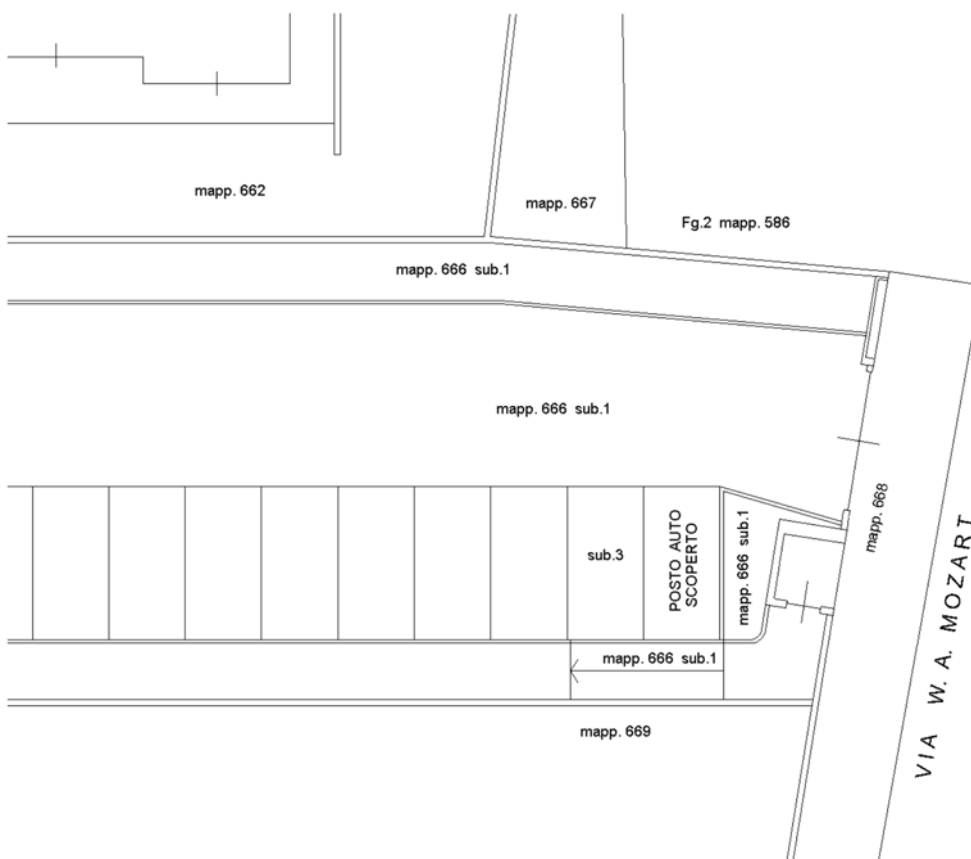 mapp. 662
mapp. 667
Fg.2 mapp. 586
mapp. 666 sub.1
mapp. 666 sub.1
mapp. 668
sub.3
POSTO AUTO
SCOPERTO
mapp. 666 sub.1
mapp. 666 sub.1
mapp. 669
VIA W. A. MOZART